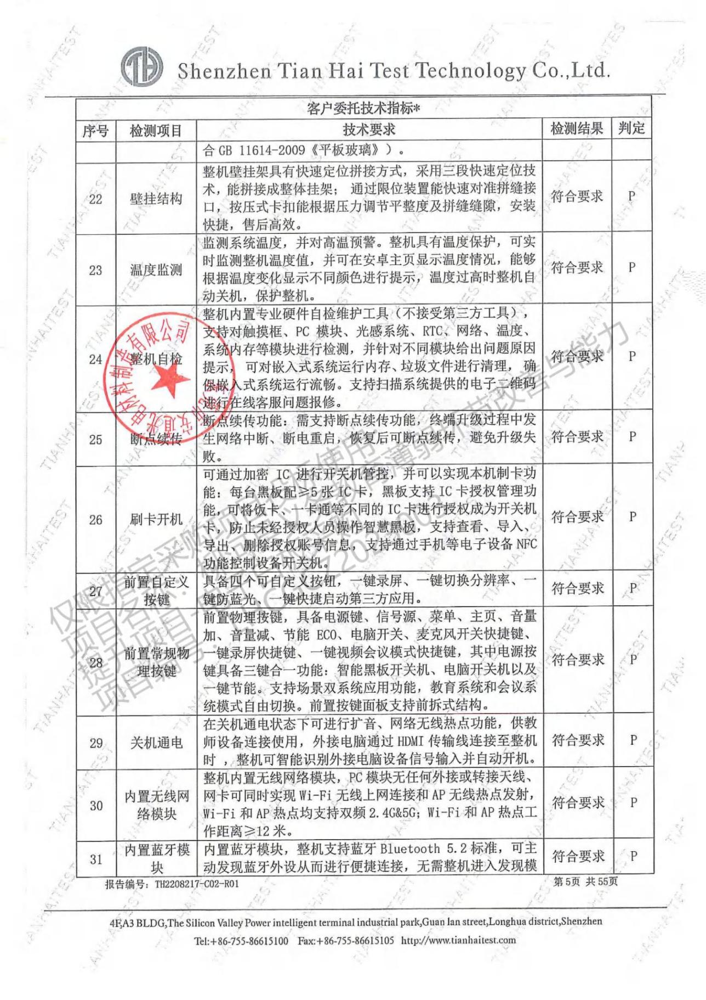 TH Shenzhen Tian Hai Test Technology Co.,Ltd.
客户委托技术指标*
序号 检测项目 技术要求 检测结果 判定
合 GB 11614-2009《平板玻璃》）。
22 壁挂结构 符合要求 P
整机壁挂架具有快速定位拼接方式，采用三段快速定位技
术，能拼接成整体挂架； 通过限位装置能快速对准拼缝接
口，按压式卡扣能根据压力调节平整度及拼缝缝隙，安装
快捷，售后高效。
23 温度监测 符合要求 P
监测系统温度，并对高温预警。整机具有温度保护，可实
时监测整机温度值，并可在安卓主页显示温度情况，能够
根据温度变化显示不同颜色进行提示，温度过高时整机自
动关机，保护整机。
24 整机自检 符合要求 P
整机内置专业硬件自检维护工具（不接受第三方工具），
支持对触摸框、PC 模块、光感系统、RTC、网络、温度、
系统内存等模块进行检测，并针对不同模块给出问题原因
提示， 可对嵌入式系统运行内存、垃圾文件进行清理， 确
保嵌入式系统运行流畅。支持扫描系统提供的电子二维码
进行在线客服问题报修。
25 断点续传 符合要求 P
断点续传功能：需支持断点续传功能，终端升级过程中发
生网络中断、断电重启，恢复后可断点续传，避免升级失
败。
26 刷卡开机 符合要求 P
可通过加密 IC 进行开关机管控，并可以实现本机制卡功
能：每台黑板配≥5 张 IC 卡，黑板支持 IC 卡授权管理功
能，可将饭卡、一卡通等不同的 IC 卡进行授权成为开关机
卡，防止未经授权人员操作智慧黑板，支持查看、导入、
导出、删除授权账号信息，支持通过手机等电子设备 NFC
功能控制设备开关机。
27 前置自定义
按键 符合要求 P
具备四个可自定义按钮，一键录屏、一键切换分辨率、一
键防蓝光、一键快捷启动第三方应用。
28 前置常规物
理按键 符合要求 P
前置物理按键，具备电源键、信号源、菜单、主页、音量
加、音量减、节能 ECO、电脑开关、麦克风开关快捷键、
一键录屏快捷键、一键视频会议模式快捷键，其中电源按
键具备三键合一功能：智能黑板开关机、电脑开关机以及
一键节能。支持场景双系统应用功能，教育系统和会议系
统模式自由切换。前置按键面板支持前拆式结构。
29 关机通电 符合要求 P
在关机通电状态下可进行扩音、网络无线热点功能，供教
师设备连接使用，外接电脑通过 HDMI 传输线连接至整机
时 ，整机可智能识别外接电脑设备信号输入并自动开机。
30 内置无线网
络模块 符合要求 P
整机内置无线网络模块，PC 模块无任何外接或转接天线、
网卡可同时实现 Wi-Fi 无线上网连接和 AP 无线热点发射，
Wi-Fi 和 AP 热点均支持双频 2.4G&5G；Wi-Fi 和 AP 热点工
作距离≥12 米。
31 内置蓝牙模
块 符合要求 P
内置蓝牙模块，整机支持蓝牙 Bluetooth 5.2 标准，可主
动发现蓝牙外设从而进行便捷连接，无需整机进入发现模
报告编号：TH2208217-C02-R01 第 5页 共 55页
4F,A3 BLDG,The Silicon Valley Power intelligent terminal industrial park,Guan lan street,Longhua district,Shenzhen
Tel:+86-755-86615100 Fax:+86-755-86615105 http://www.tianhaitest.com
仅限指定采购项目投标使用
TIANHAITEST